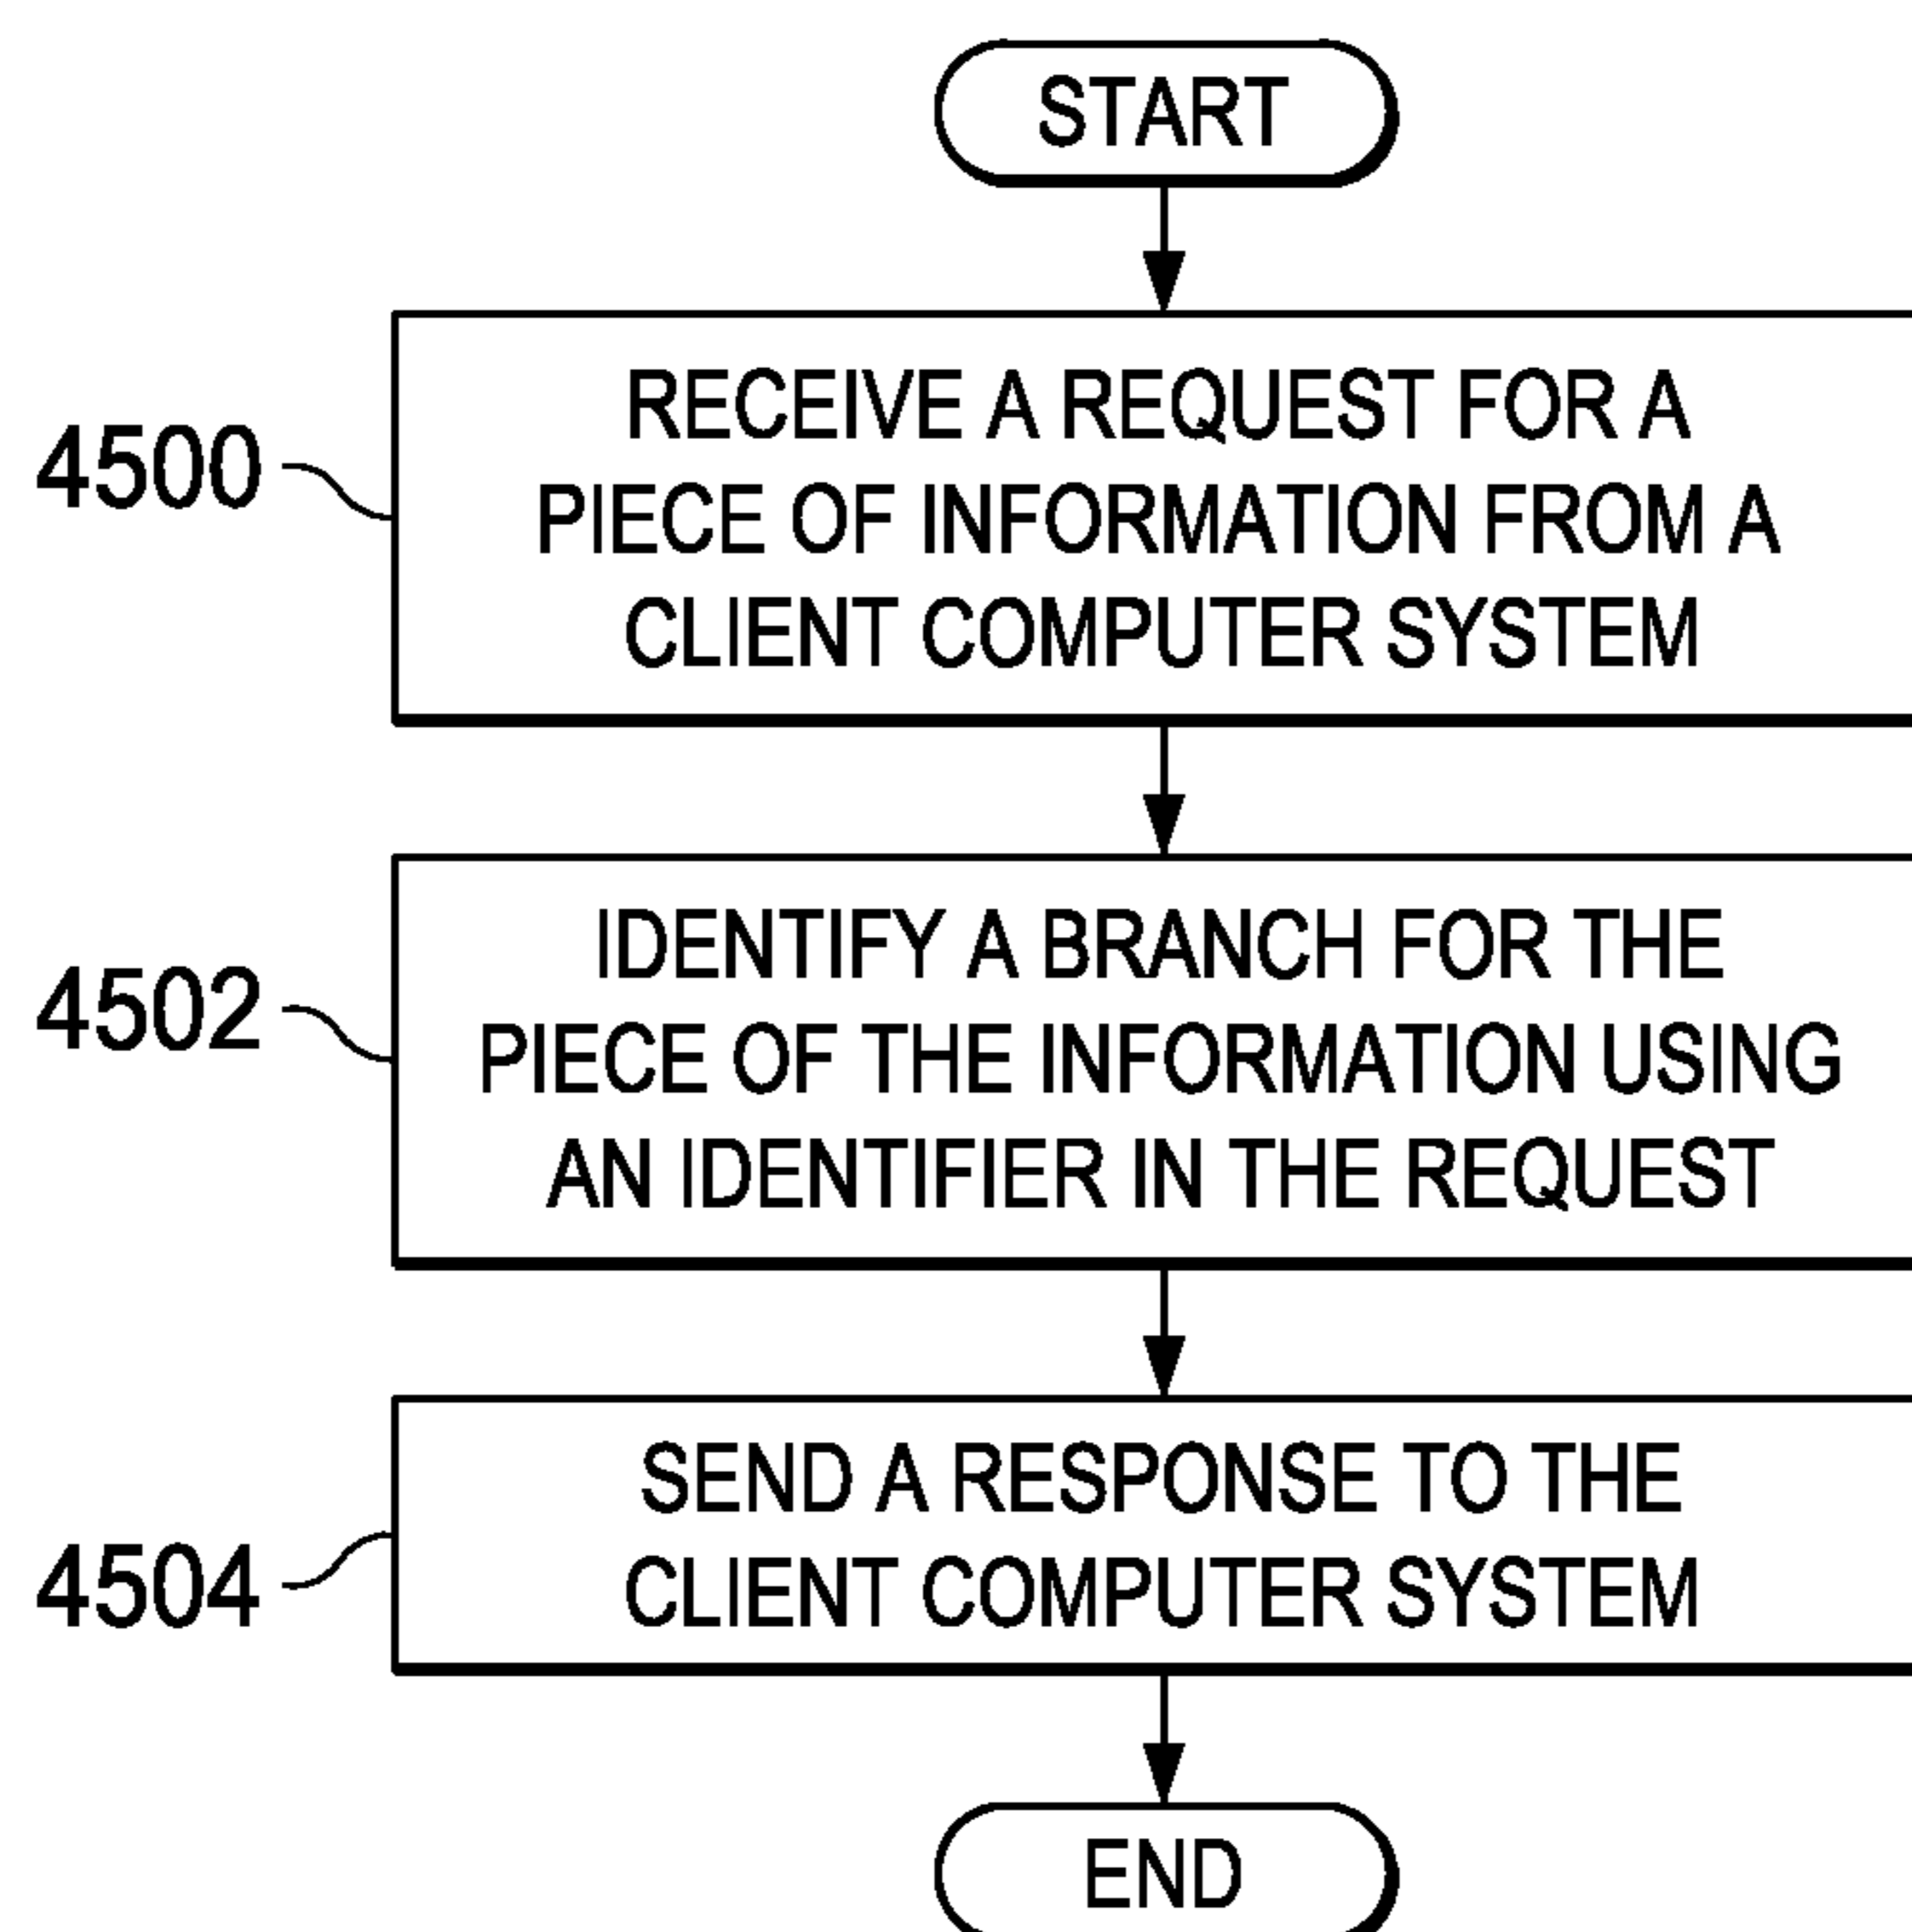 START
4500
RECEIVE A REQUEST FOR A
PIECE OF INFORMATION FROM A
CLIENT COMPUTER SYSTEM
4502
IDENTIFY A BRANCH FOR THE
PIECE OF THE INFORMATION USING
AN IDENTIFIER IN THE REQUEST
4504
SEND A RESPONSE TO THE
CLIENT COMPUTER SYSTEM
END